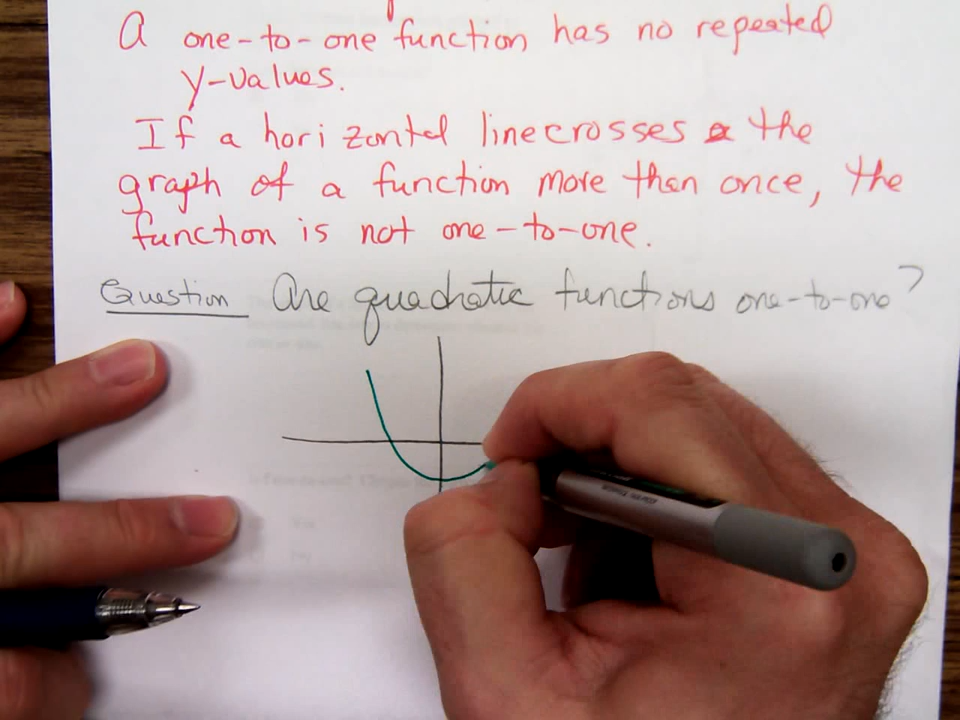 A one-to-one function has no repeated
y-values.
If a horizontal line crosses the
graph of a function more than once, the
function is not one-to-one.
Question Are quadratic functions one-to-one?